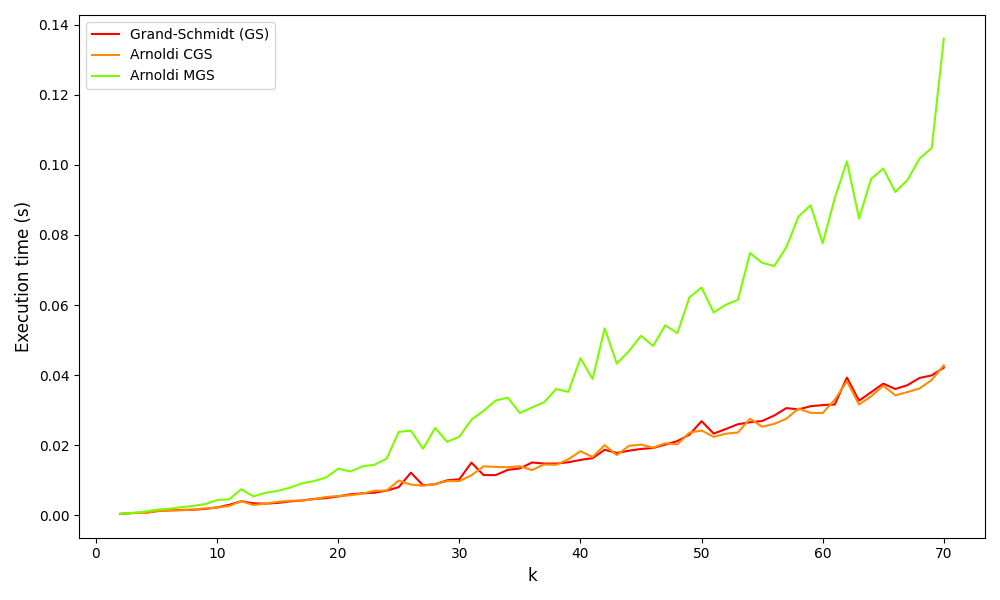 0.14
0.12
0.10
0.08
0.06
0.04
0.02
0.00
Execution time (s)
Grand-Schmidt (GS)
Arnoldi CGS
Arnoldi MGS
0 10 20 30 40 50 60 70
k